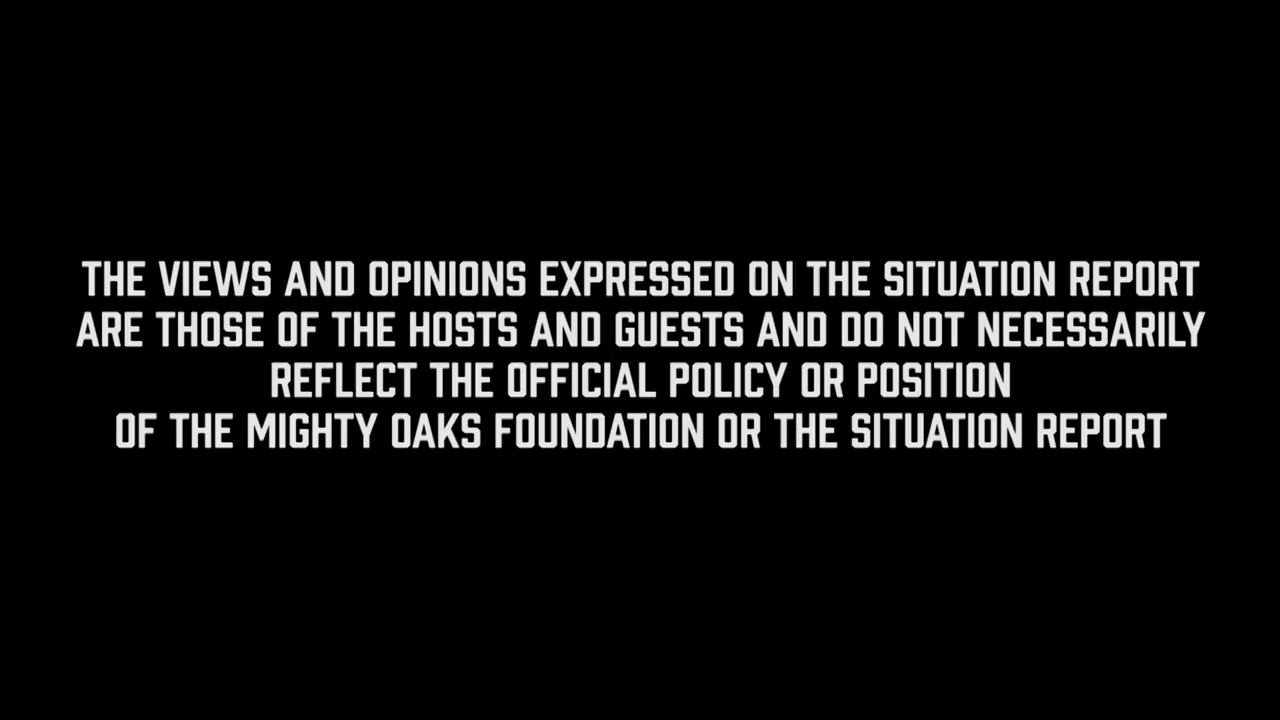 THE VIEWS AND OPINIONS EXPRESSED ON THE SITUATION REPORT
ARE THOSE OF THE HOSTS AND GUESTS AND DO NOT NECESSARILY
REFLECT THE OFFICIAL POLICY OR POSITION
OF THE MIGHTY OAKS FOUNDATION OR THE SITUATION REPORT